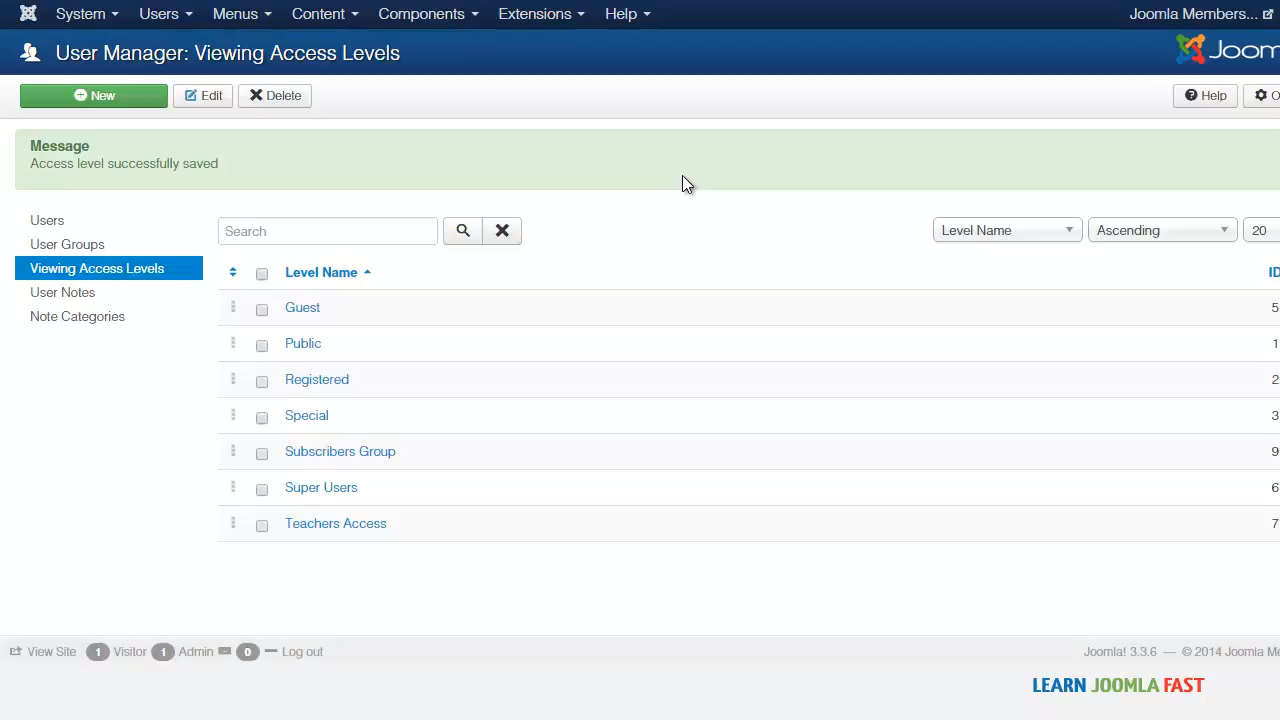 System Users Menus Content Components Extensions Help Joomla Members...
User Manager: Viewing Access Levels
New Edit Delete Help
Message
Access level successfully saved
Users
User Groups
Viewing Access Levels
User Notes
Note Categories
Search Level Name Ascending 20
Level Name ID
Guest 5
Public 1
Registered 2
Special 3
Subscribers Group 9
Super Users 6
Teachers Access 7
View Site 1 Visitor 1 Admin 0 Log out Joomla! 3.3.6 — © 2014 Joomla
LEARN JOOMLA FAST